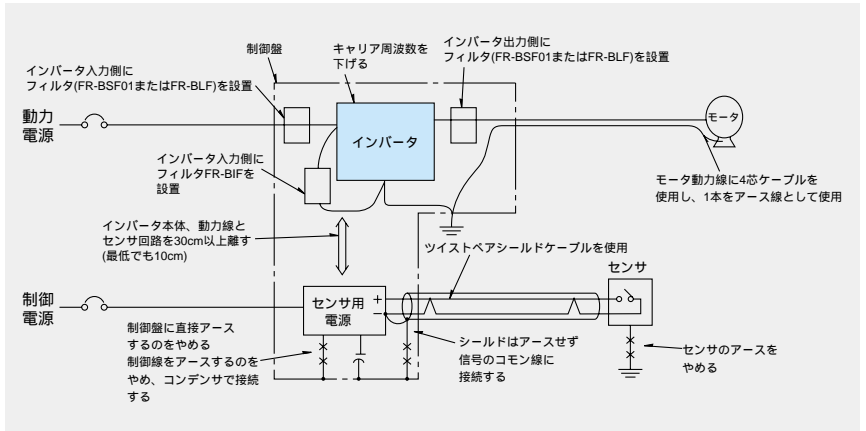 制御盤
キャリア周波数を
下げる
インバータ出力側に
フィルタ(FR-BSF01またはFR-BLF)を設置
インバータ入力側に
フィルタ(FR-BSF01またはFR-BLF)を設置
動力
電源
インバータ
モータ
インバータ入力側に
フィルタFR-BIFを
設置
モータ動力線に4芯ケーブルを
使用し、1本をアース線として使用
インバータ本体、動力線と
センサ回路を30cm以上離す
(最低でも10cm)
ツイストペアシールドケーブルを使用
センサ
制御
電源
センサ用
電源
+
−
制御盤に直接アース
するのをやめる
制御線をアースするのを
やめ、コンデンサで接続
する
シールドはアースせず
信号のコモン線に
接続する
センサのアースを
やめる